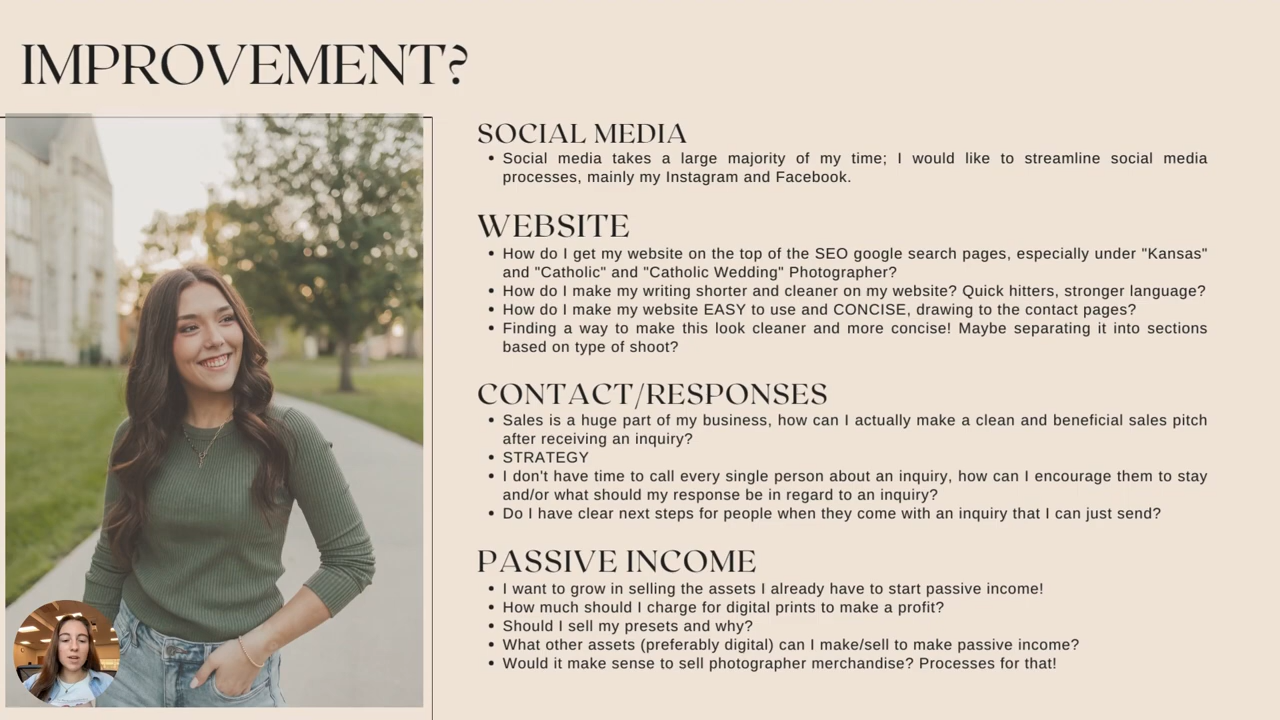 IMPROVEMENT?
SOCIAL MEDIA
• Social media takes a large majority of my time; I would like to streamline social media
processes, mainly my Instagram and Facebook.
WEBSITE
• How do I get my website on the top of the SEO google search pages, especially under "Kansas"
and "Catholic" and "Catholic Wedding" Photographer?
• How do I make my writing shorter and cleaner on my website? Quick hitters, stronger language?
• How do I make my website EASY to use and CONCISE, drawing to the contact pages?
• Finding a way to make this look cleaner and more concise! Maybe separating it into sections
based on type of shoot?
CONTACT/RESPONSES
• Sales is a huge part of my business, how can I actually make a clean and beneficial sales pitch
after receiving an inquiry?
• STRATEGY
• I don't have time to call every single person about an inquiry, how can I encourage them to stay
and/or what should my response be in regard to an inquiry?
• Do I have clear next steps for people when they come with an inquiry that I can just send?
PASSIVE INCOME
• I want to grow in selling the assets I already have to start passive income!
• How much should I charge for digital prints to make a profit?
• Should I sell my presets and why?
• What other assets (preferably digital) can I make/sell to make passive income?
• Would it make sense to sell photographer merchandise? Processes for that!